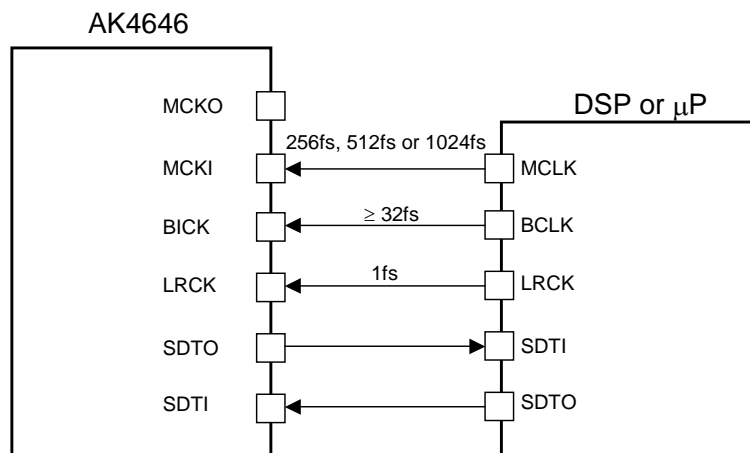 AK4646
DSP or μP
MCKO
256fs, 512fs or 1024fs
MCKI
MCLK
≥ 32fs
BICK
BCLK
1fs
LRCK
LRCK
SDTO
SDTI
SDTI
SDTO